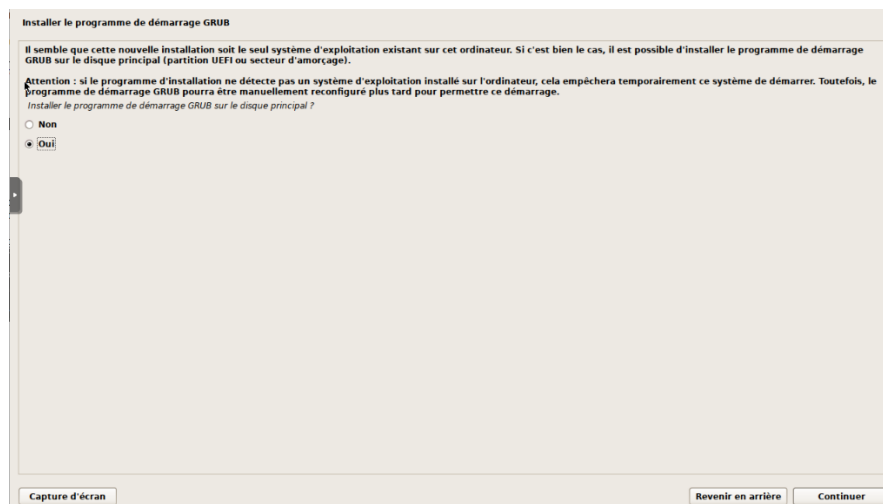 Installer le programme de démarrage GRUB
Il semble que cette nouvelle installation soit le seul système d'exploitation existant sur cet ordinateur. Si c'est bien le cas, il est possible d'installer le programme de démarrage
GRUB sur le disque principal (partition UEFI ou secteur d'amorçage).
Attention : si le programme d'installation ne détecte pas un système d'exploitation installé sur l'ordinateur, cela empêchera temporairement ce système de démarrer. Toutefois, le
programme de démarrage GRUB pourra être manuellement reconfiguré plus tard pour permettre ce démarrage.
Installer le programme de démarrage GRUB sur le disque principal ?
Non
Oui
Capture d'écran
Revenir en arrière
Continuer